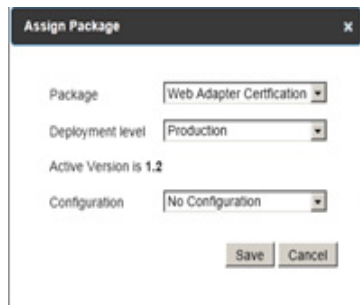 Assign Package x
Package Web Adapter Certfication
Deployment level Production
Active Version is 1.2
Configuration No Configuration
Save Cancel